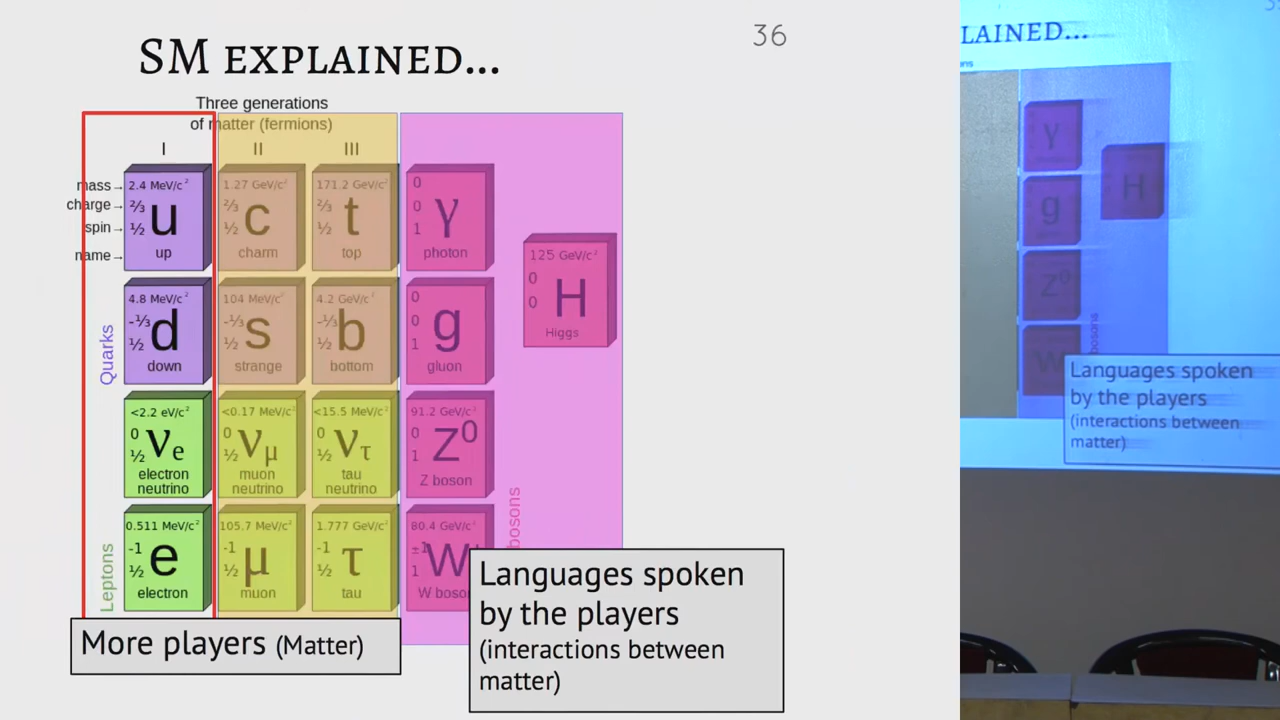 SM EXPLAINED...
36
Three generations
of matter (fermions)
I
II
III
mass→
charge→
spin→
name→
2.4 MeV/c²
⅔
½
u
up
1.27 GeV/c²
⅔
½
c
charm
171.2 GeV/c²
⅔
½
t
top
0
0
1
γ
photon
125 GeV/c²
0
0
H
Higgs
Quarks
4.8 MeV/c²
-⅓
½
d
down
104 MeV/c²
-⅓
½
s
strange
4.2 GeV/c²
-⅓
½
b
bottom
0
0
1
g
gluon
<2.2 eV/c²
0
½
νe
electron
neutrino
<0.17 MeV/c²
0
½
νμ
muon
neutrino
<15.5 MeV/c²
0
½
ντ
tau
neutrino
91.2 GeV/c²
0
1
Z⁰
Z boson
Leptons
0.511 MeV/c²
-1
½
e
electron
105.7 MeV/c²
-1
½
μ
muon
1.777 GeV/c²
-1
½
τ
tau
80.4 GeV/c²
±1
1
W
W boso
bosons
More players (Matter)
Languages spoken
by the players
(interactions between
matter)
LAINED...
γ
g
Z⁰
W
H
bosons
Languages spoken
by the players
(interactions between
matter)